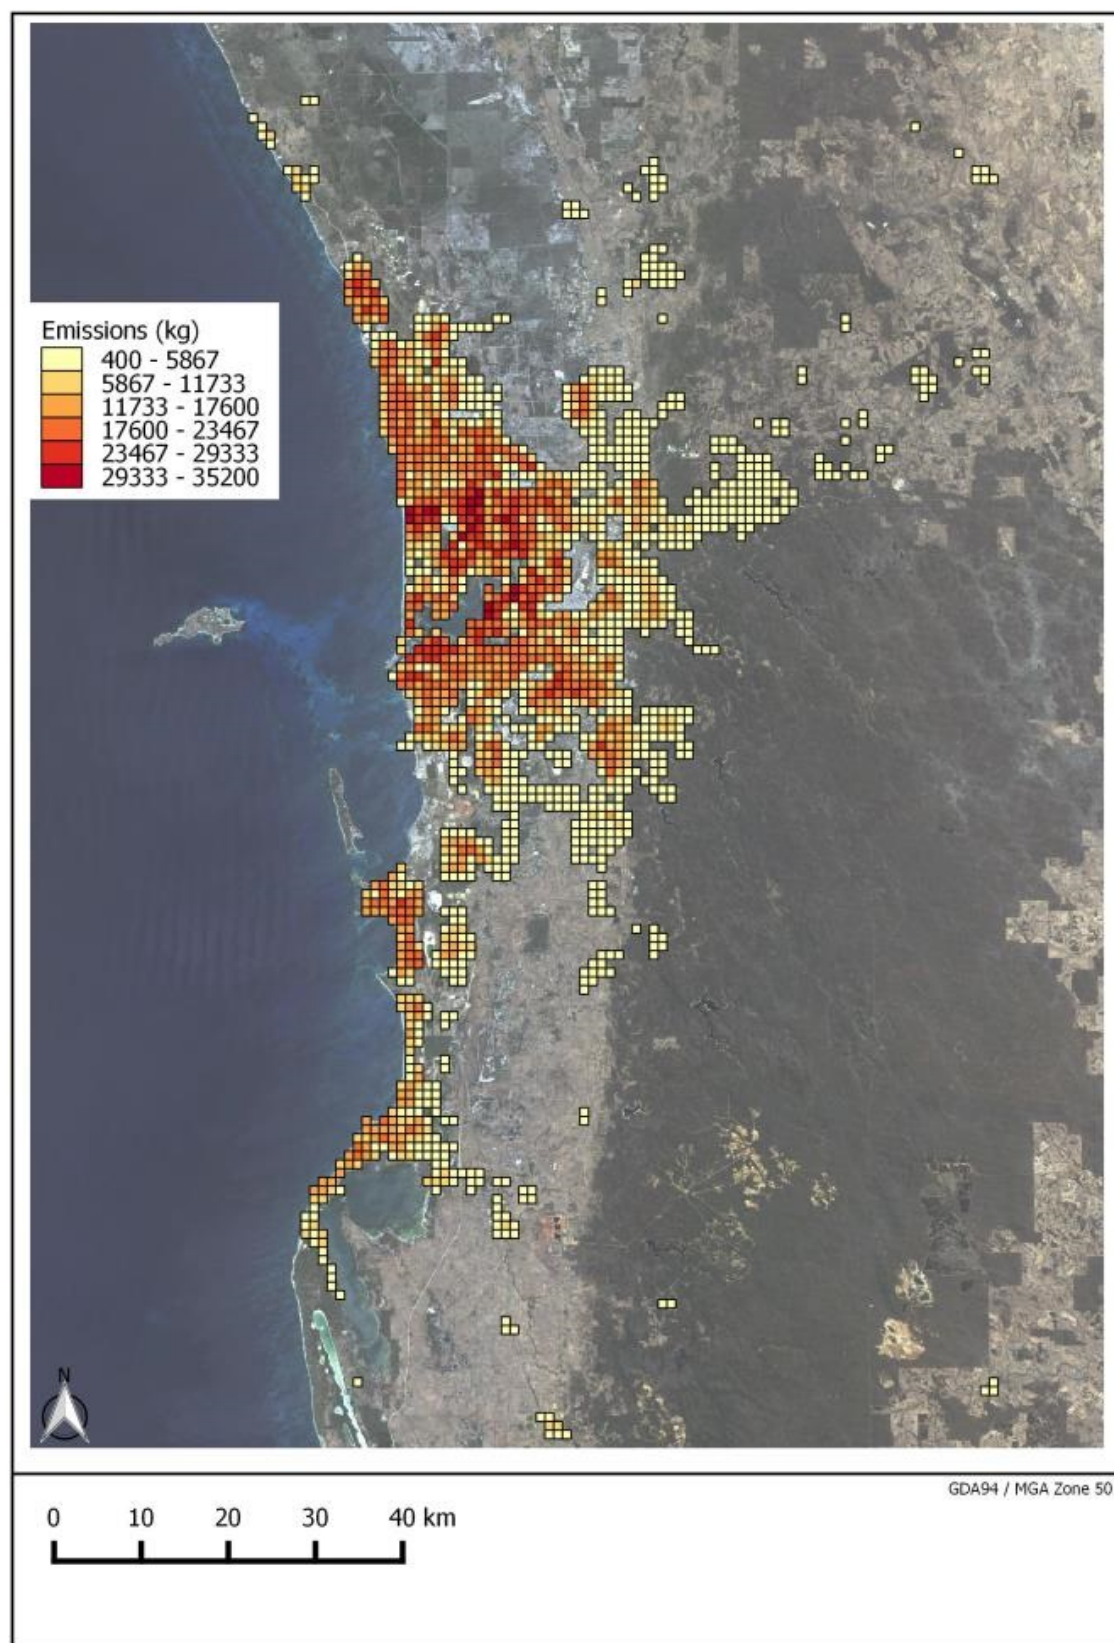 Emissions (kg)
400 - 5867
5867 - 11733
11733 - 17600
17600 - 23467
23467 - 29333
29333 - 35200
N
GDA94 / MGA Zone 50
0 10 20 30 40 km